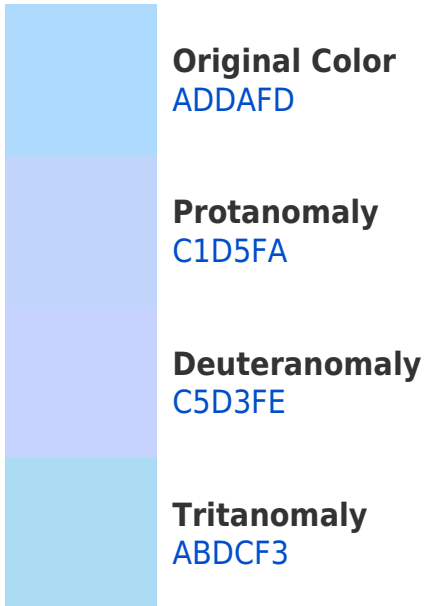 Original Color
ADDAFD
Protanomaly
C1D5FA
Deuteranomaly
C5D3FE
Tritanomaly
ABDCF3